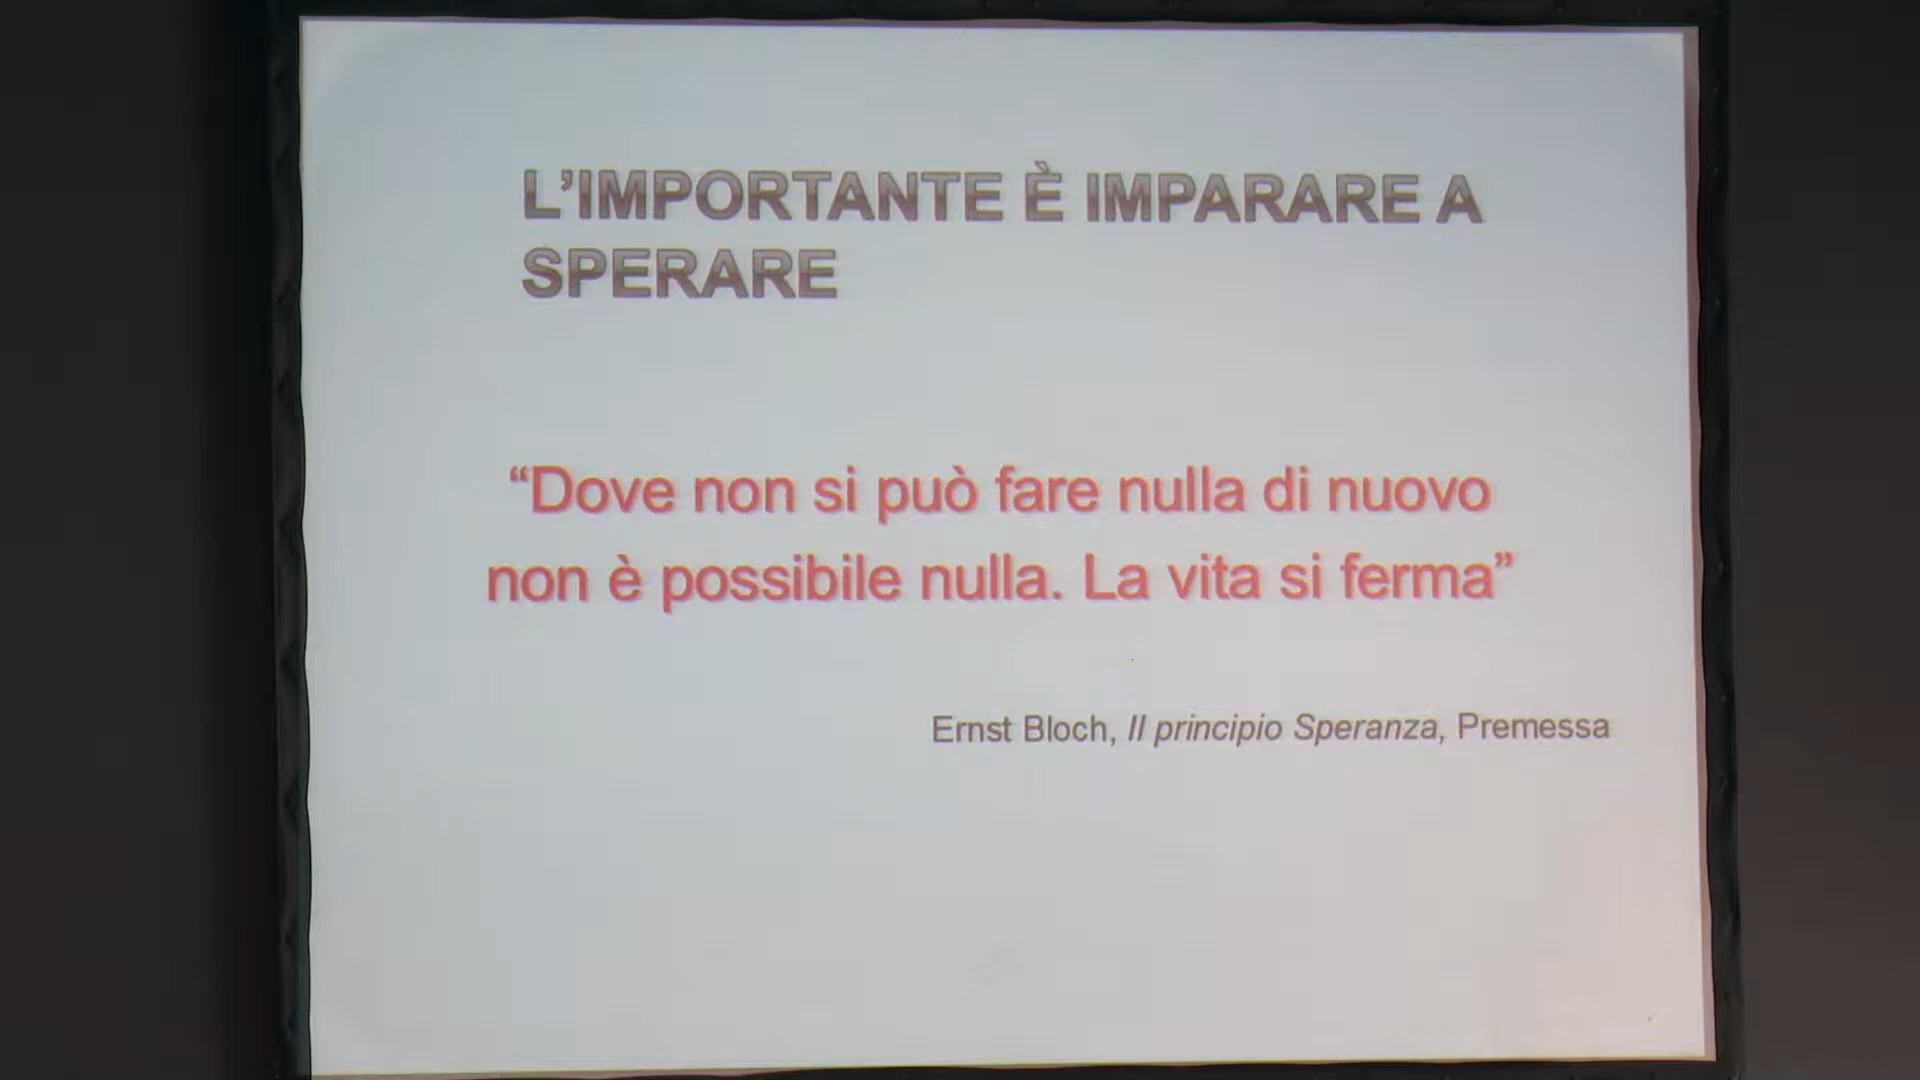 L’IMPORTANTE È IMPARARE A
SPERARE
“Dove non si può fare nulla di nuovo
non è possibile nulla. La vita si ferma”
Ernst Bloch, Il principio Speranza, Premessa